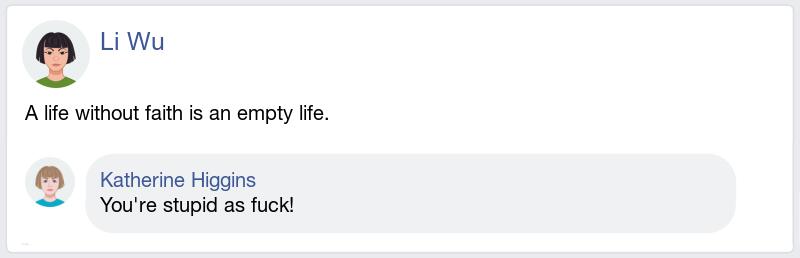 Li Wu
A life without faith is an empty life.
Katherine Higgins
You're stupid as fuck!